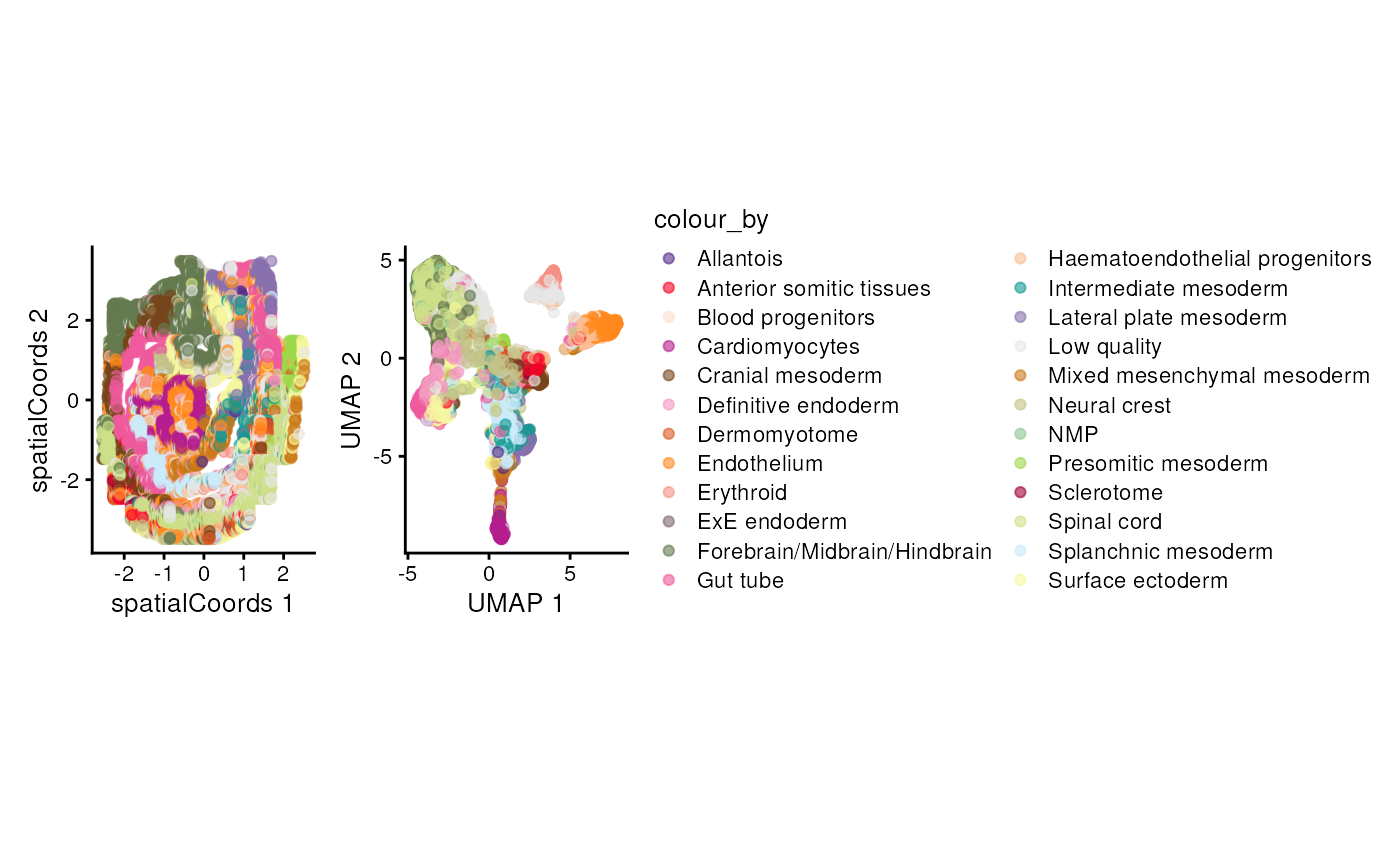 colour_by
Allantois
Anterior somitic tissues
Blood progenitors
Cardiomyocytes
Cranial mesoderm
Definitive endoderm
Dermomyotome
Endothelium
Erythroid
ExE endoderm
Forebrain/Midbrain/Hindbrain
Gut tube
Haematoendothelial progenitors
Intermediate mesoderm
Lateral plate mesoderm
Low quality
Mixed mesenchymal mesoderm
Neural crest
NMP
Presomitic mesoderm
Sclerotome
Spinal cord
Splanchnic mesoderm
Surface ectoderm
spatialCoords 2
2
0
-2
-2 -1 0 1 2
spatialCoords 1
UMAP 2
5
0
-5
-5 0 5
UMAP 1